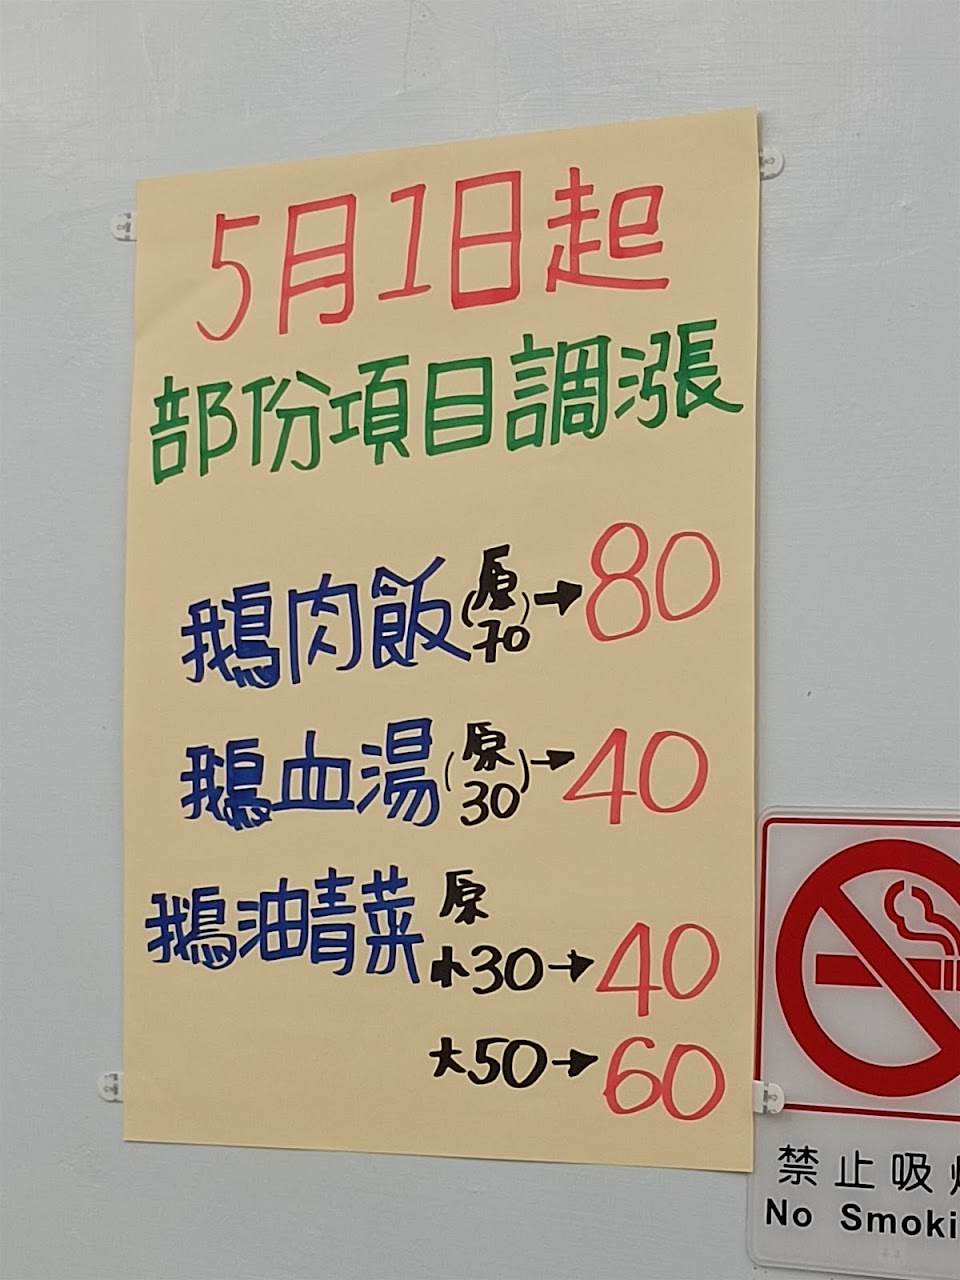 5月1日起
部份項目調漲
鵝肉飯(原70)→80
鵝血湯(原30)→40
鵝油青菜 原
小30→40
大50→60
禁止吸
No Smoki